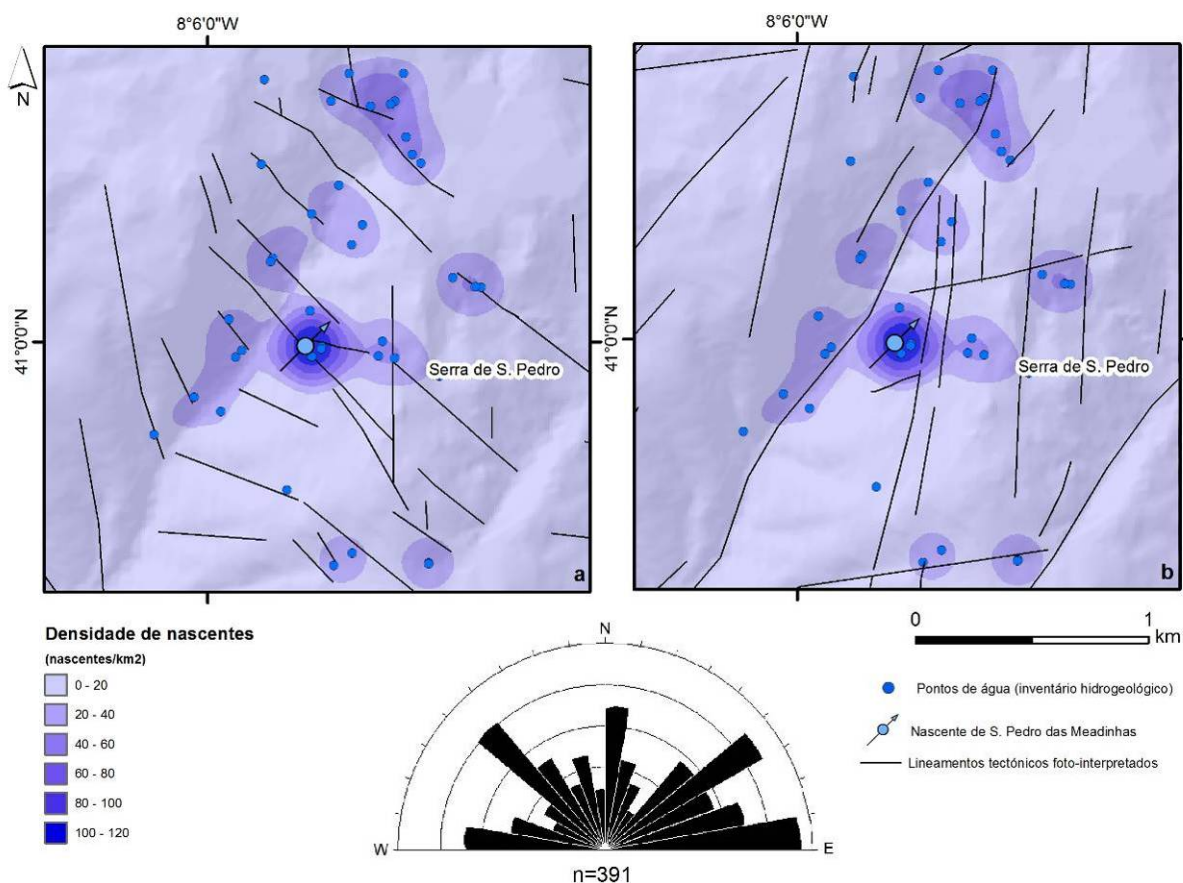 8°6'0"W
8°6'0"W
N
41°0'0"N
41°0'0"N
Serra de S. Pedro
Serra de S. Pedro
a
b
Densidade de nascentes
(nascentes/km2)
0 - 20
20 - 40
40 - 60
60 - 80
80 - 100
100 - 120
N
W
E
n=391
0
1
km
Pontos de água (inventário hidrogeológico)
Nascente de S. Pedro das Meadinhas
Lineamentos tectónicos foto-interpretados